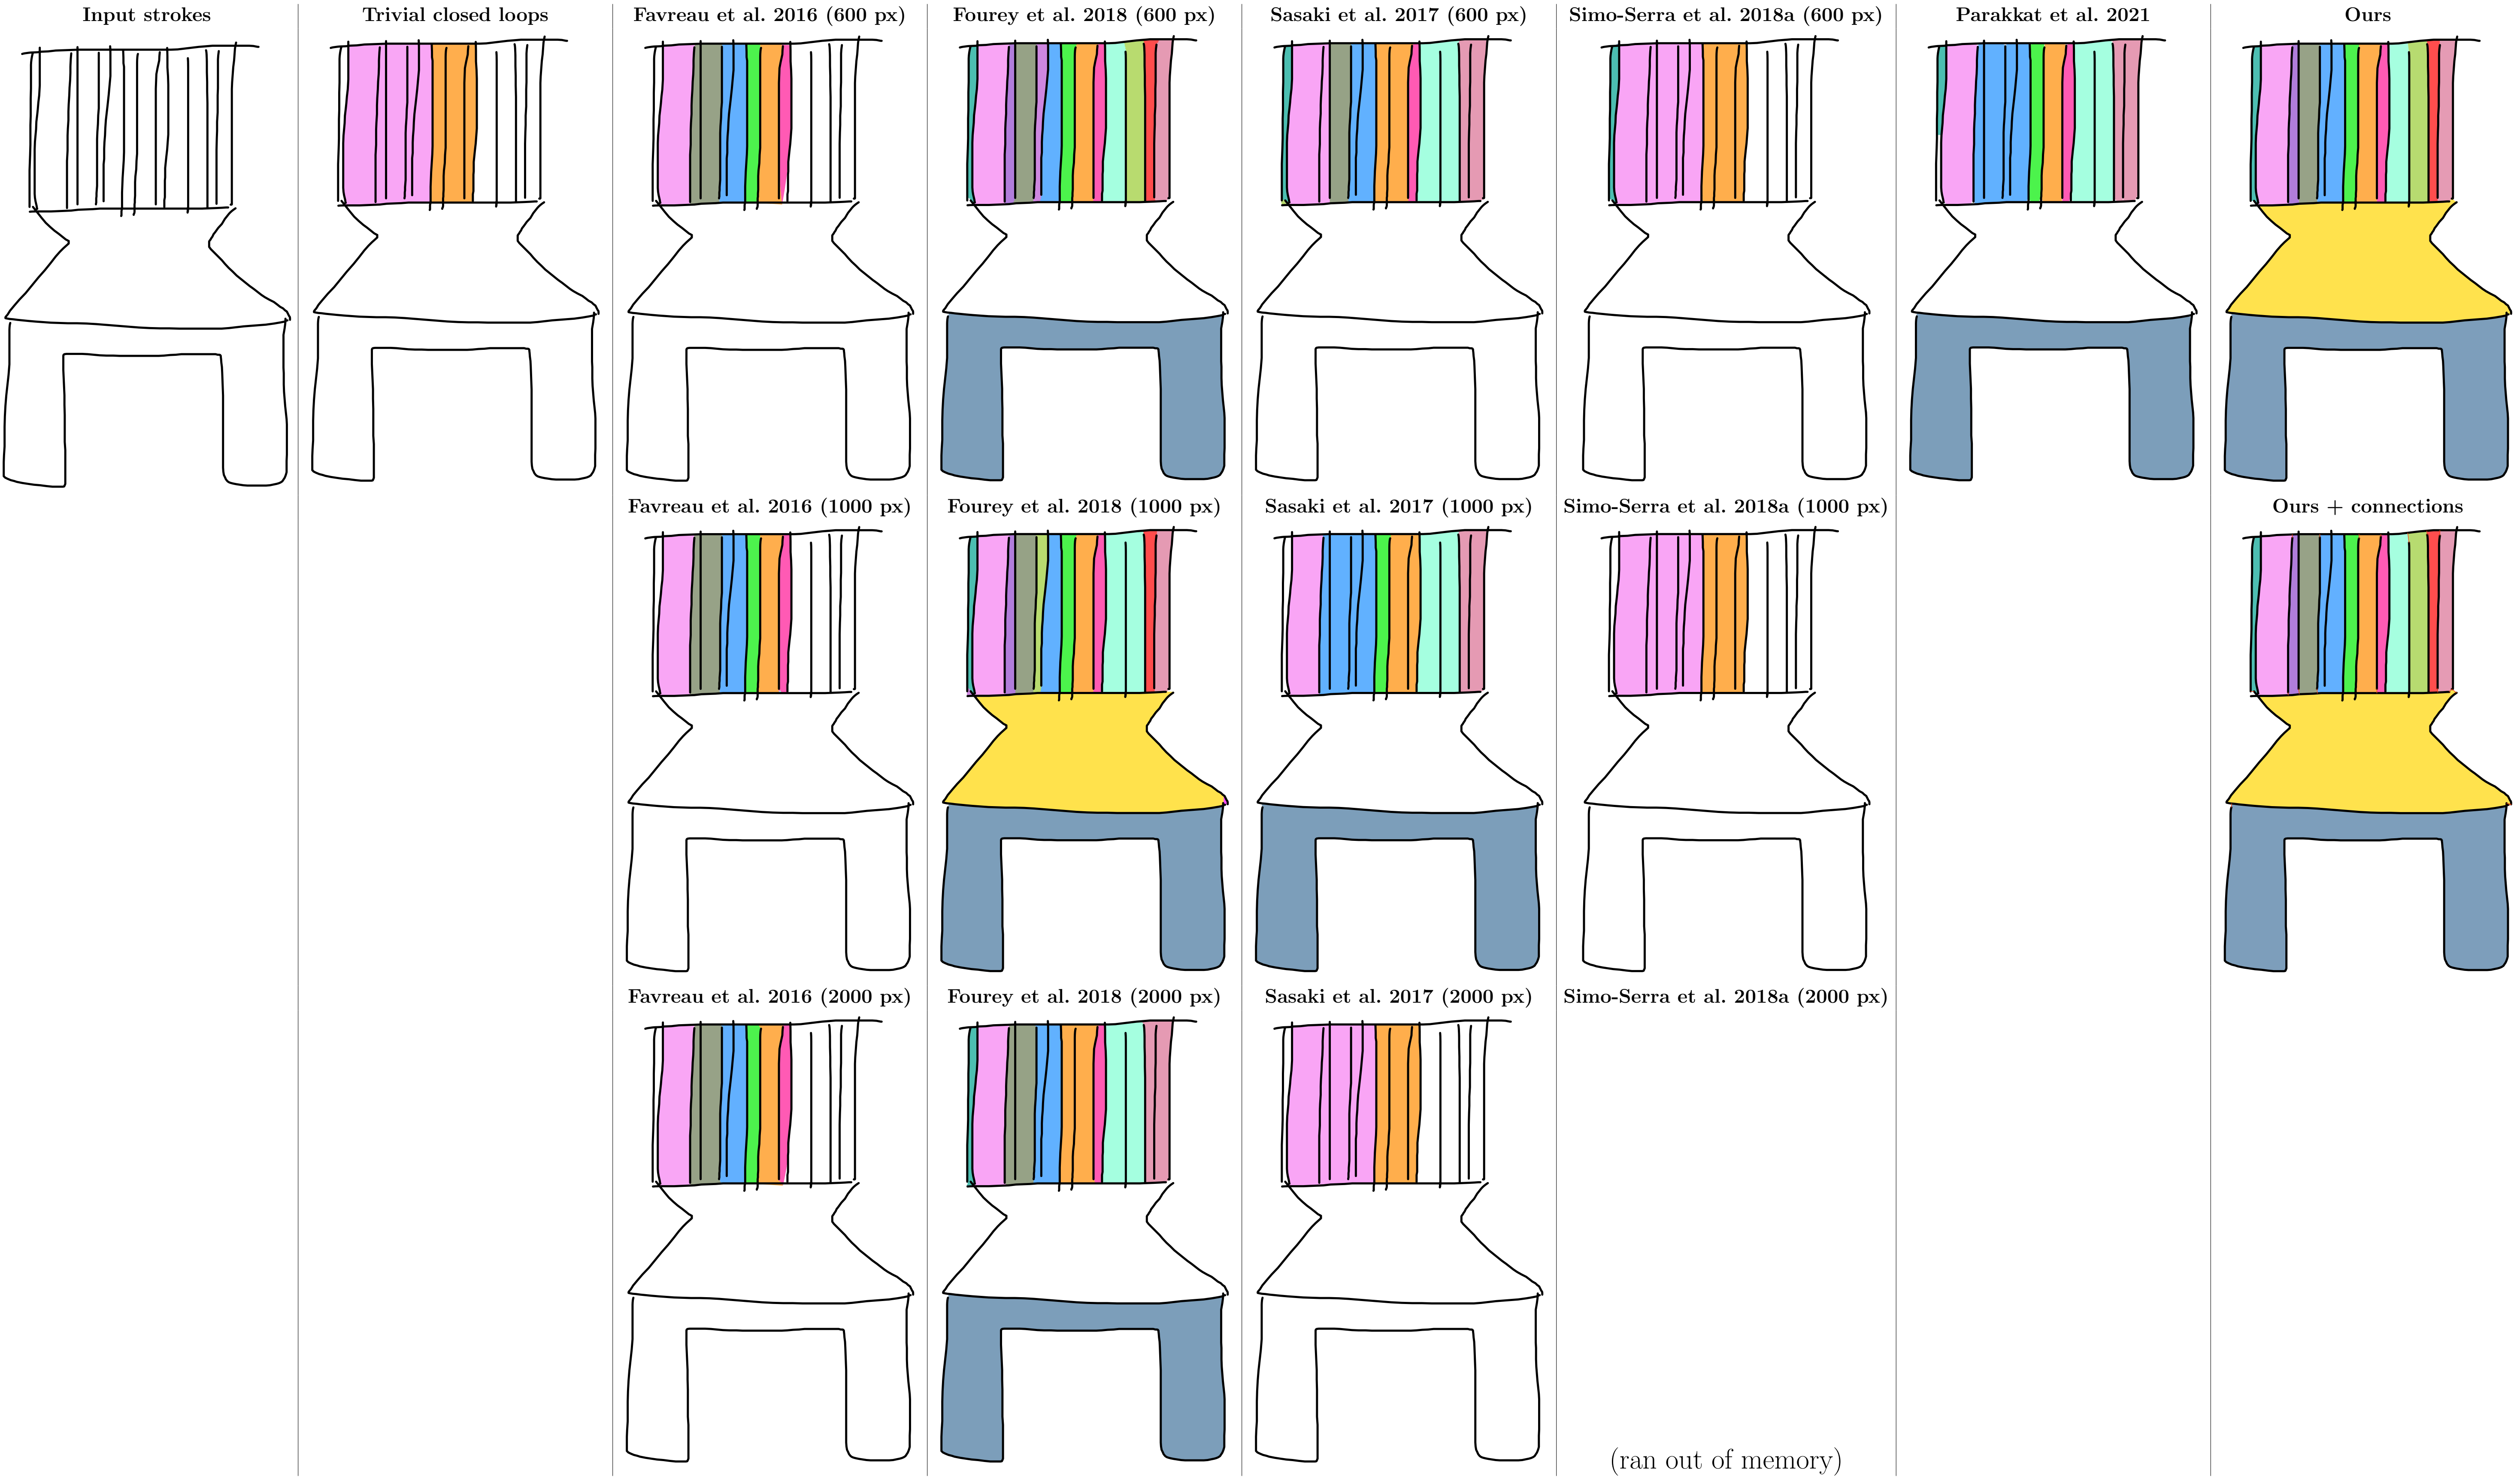 Input strokes
Trivial closed loops
Favreau et al. 2016 (600 px)
Fourey et al. 2018 (600 px)
Sasaki et al. 2017 (600 px)
Simo-Serra et al. 2018a (600 px)
Parakkat et al. 2021
Ours
Favreau et al. 2016 (1000 px)
Fourey et al. 2018 (1000 px)
Sasaki et al. 2017 (1000 px)
Simo-Serra et al. 2018a (1000 px)
Ours + connections
Favreau et al. 2016 (2000 px)
Fourey et al. 2018 (2000 px)
Sasaki et al. 2017 (2000 px)
Simo-Serra et al. 2018a (2000 px)
(ran out of memory)